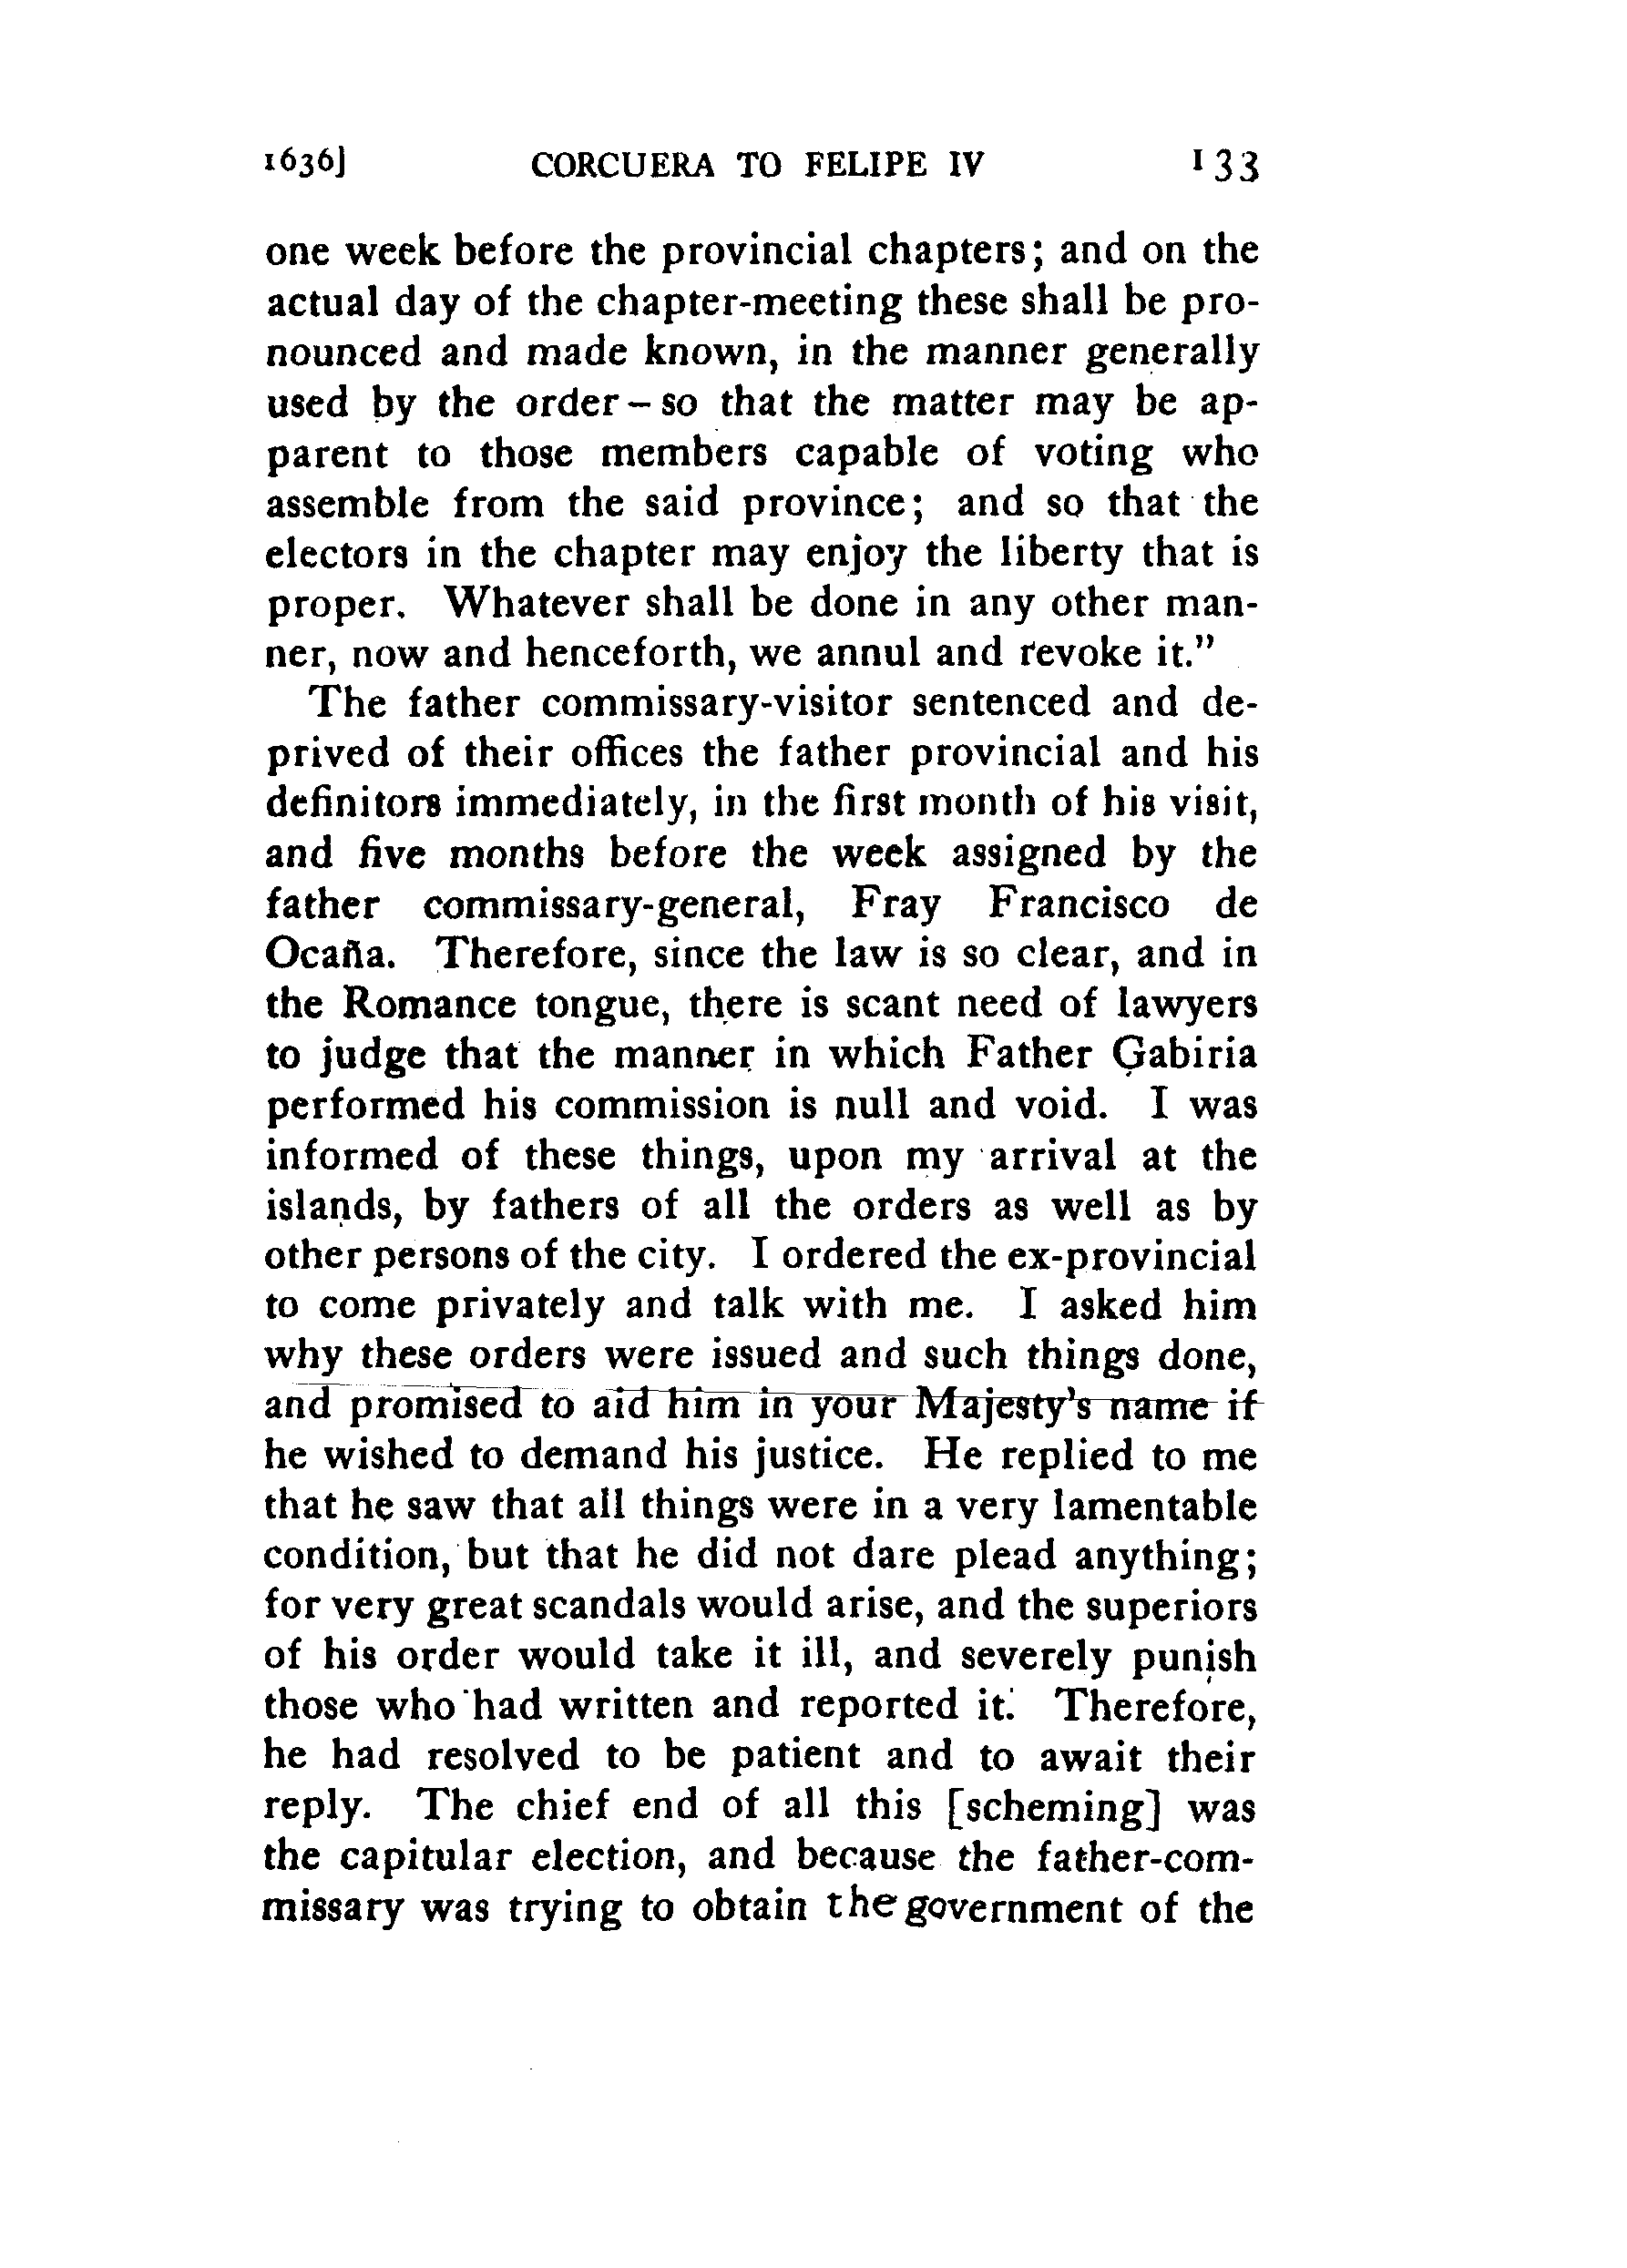 1636] CORCUERA TO FELIPE IV 133
one week before the provincial chapters; and on the
actual day of the chapter-meeting these shall be pro-
nounced and made known, in the manner generally
used by the order – so that the matter may be ap-
parent to those members capable of voting who
assemble from the said province; and so that the
electors in the chapter may enjoy the liberty that is
proper. Whatever shall be done in any other man-
ner, now and henceforth, we annul and revoke it."
The father commissary-visitor sentenced and de-
prived of their offices the father provincial and his
definitors immediately, in the first month of his visit,
and five months before the week assigned by the
father commissary-general, Fray Francisco de
Ocaña. Therefore, since the law is so clear, and in
the Romance tongue, there is scant need of lawyers
to judge that the manner in which Father Gabiria
performed his commission is null and void. I was
informed of these things, upon my arrival at the
islands, by fathers of all the orders as well as by
other persons of the city. I ordered the ex-provincial
to come privately and talk with me. I asked him
why these orders were issued and such things done,
and promised to aid him in your Majesty's name if
he wished to demand his justice. He replied to me
that he saw that all things were in a very lamentable
condition, but that he did not dare plead anything;
for very great scandals would arise, and the superiors
of his order would take it ill, and severely punish
those who had written and reported it. Therefore,
he had resolved to be patient and to await their
reply. The chief end of all this [scheming] was
the capitular election, and because the father-com-
missary was trying to obtain the government of the